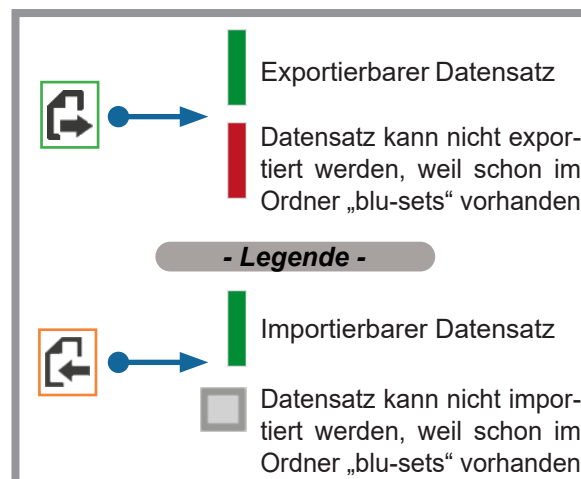 Exportierbarer Datensatz
Datensatz kann nicht expor-
tiert werden, weil schon im
Ordner „blu-sets“ vorhanden
- Legende -
Importierbarer Datensatz
Datensatz kann nicht impor-
tiert werden, weil schon im
Ordner „blu-sets“ vorhanden